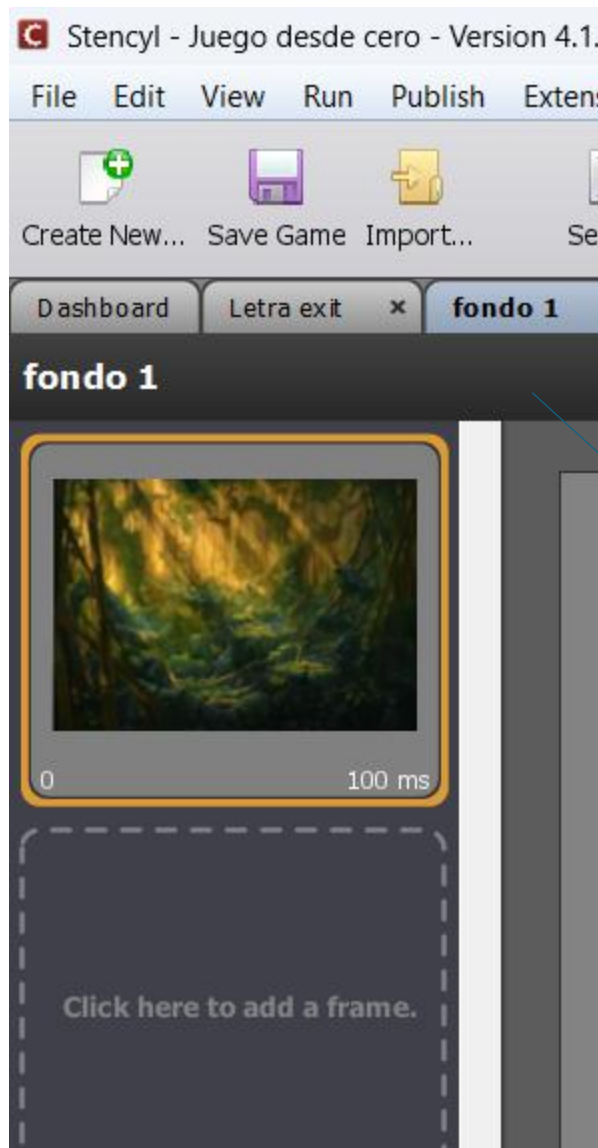 Stencyl - Juego desde cero - Version 4.1.
File Edit View Run Publish
Create New... Save Game Import...
Dashboard Letra exit × fondo 1
fondo 1
0 100 ms
Click here to add a frame.